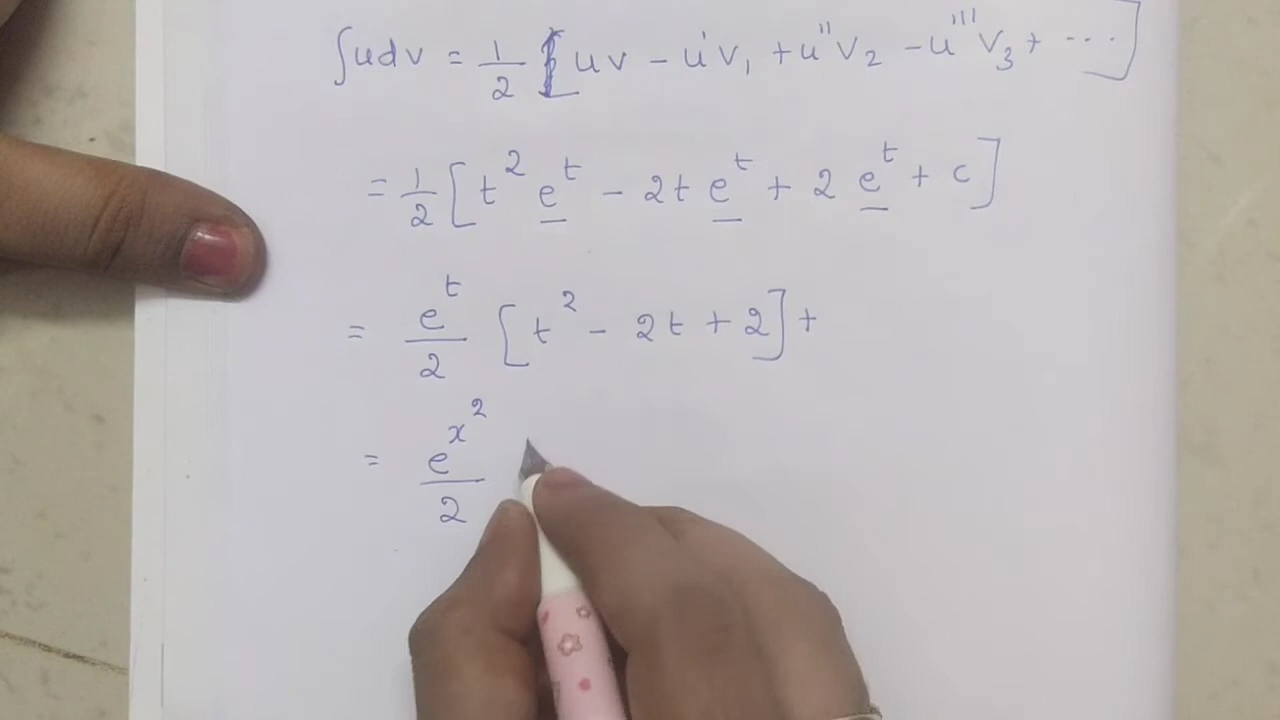 ∫udv = 1/2 [uv - u'v₁ + u''v₂ - u'''v₃ + ...]
= 1/2 [t² eᵗ - 2t eᵗ + 2 eᵗ + c]
= eᵗ/2 [t² - 2t + 2] +
= e^x²/2